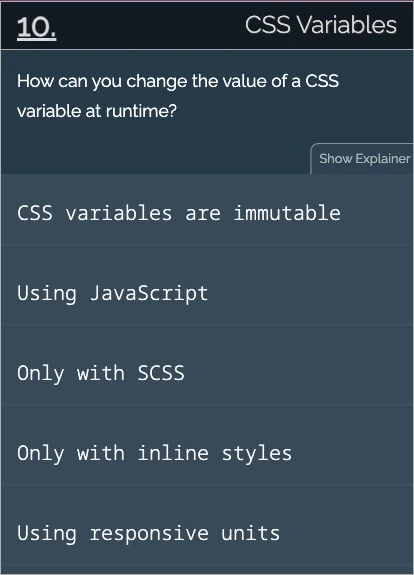 10.
CSS Variables
How can you change the value of a CSS
variable at runtime?
Show Explainer
CSS variables are immutable
Using JavaScript
Only with SCSS
Only with inline styles
Using responsive units